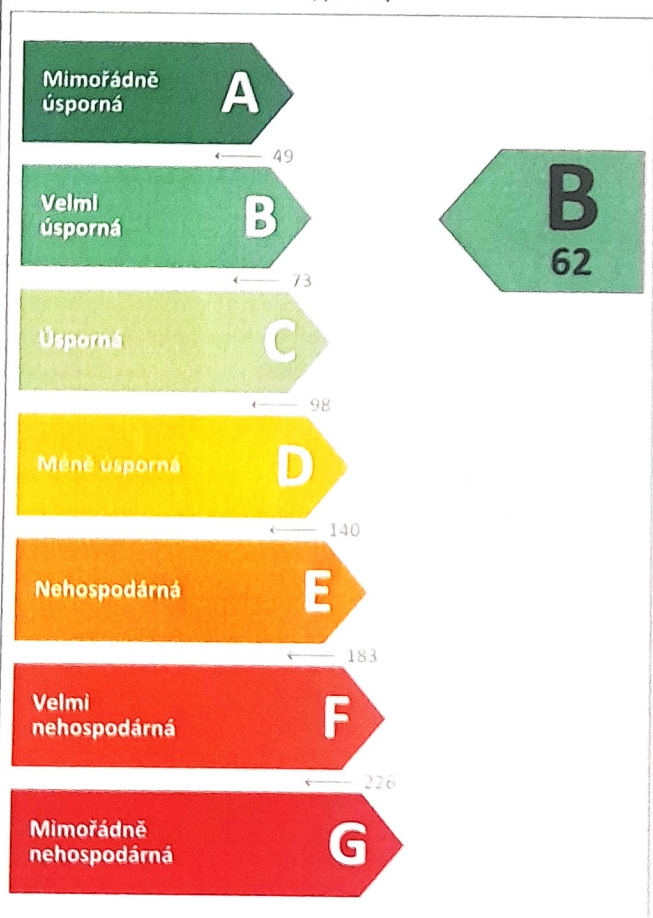 Mimořádně
úsporná
A
← 49
Velmi
úsporná
B
B
62
← 73
Úsporná
C
← 98
Méně úsporná
D
← 140
Nehospodárná
E
← 183
Velmi
nehospodárná
F
← 226
Mimořádně
nehospodárná
G